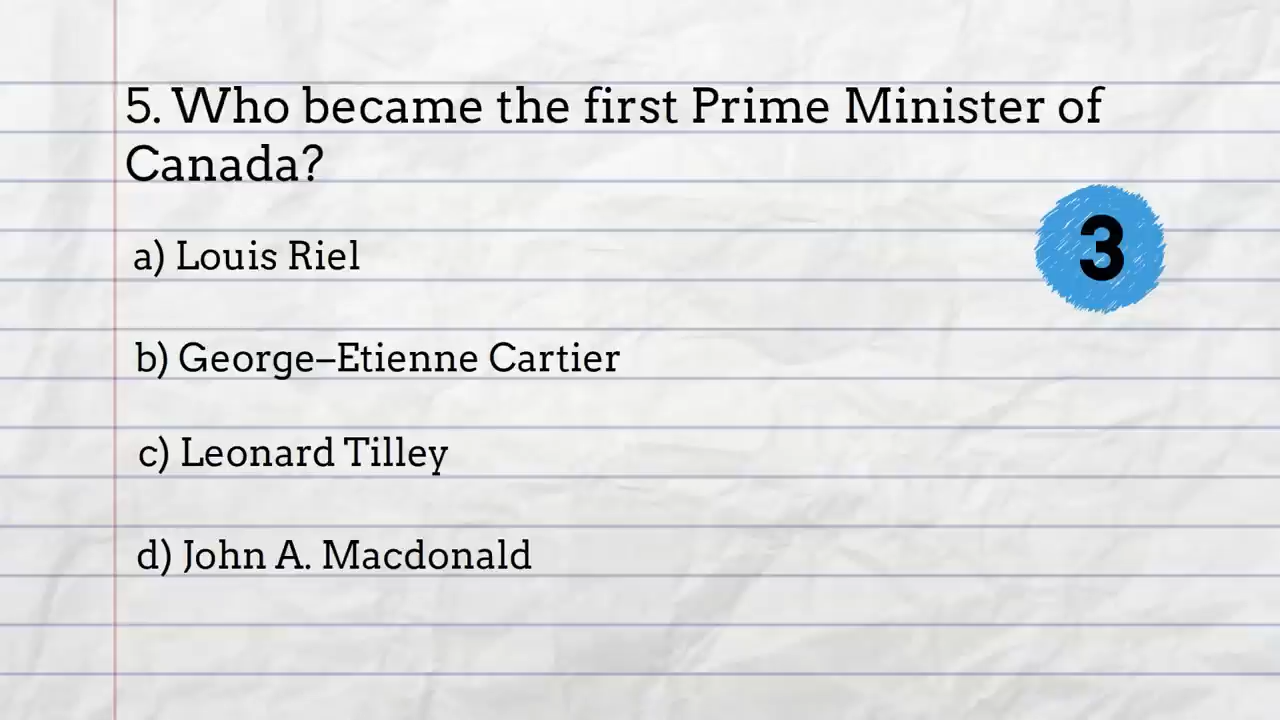 5. Who became the first Prime Minister of
Canada?
3
a) Louis Riel
b) George–Etienne Cartier
c) Leonard Tilley
d) John A. Macdonald